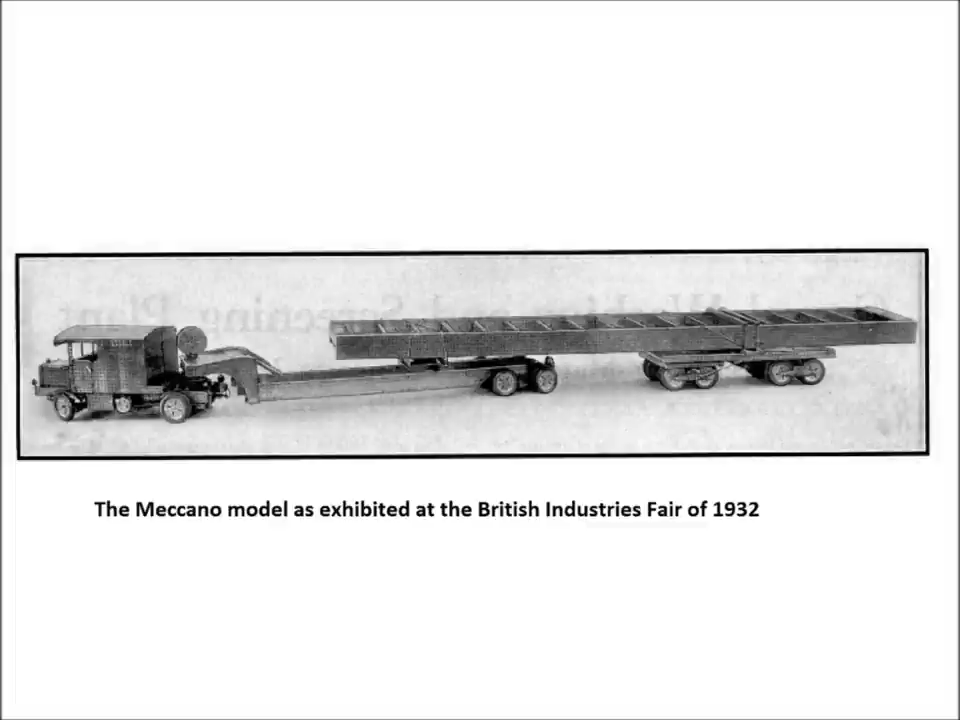 The Meccano model as exhibited at the British Industries Fair of 1932